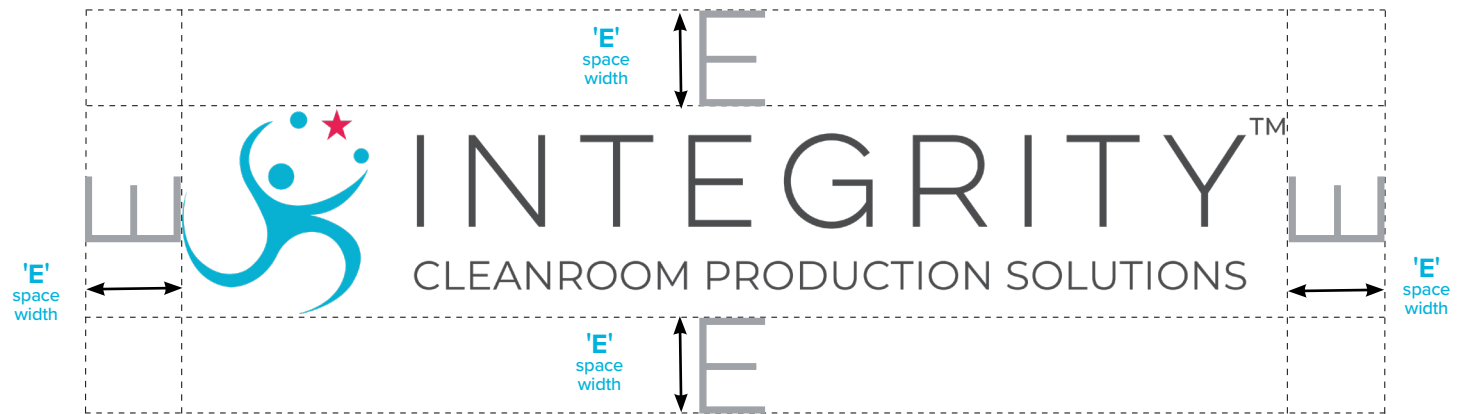 'E'
space
width
E
INTEGRITY™
CLEANROOM PRODUCTION SOLUTIONS
E
'E'
space
width
E
'E'
space
width
'E'
space
width
E